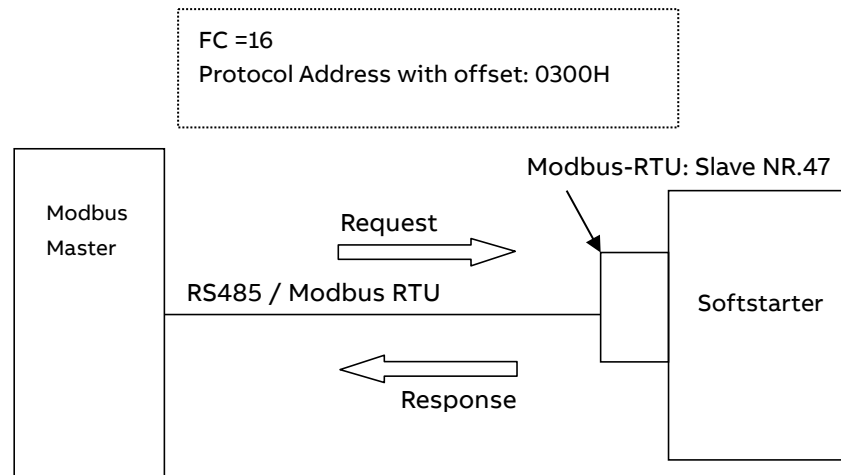 FC =16
Protocol Address with offset: 0300H
Modbus-RTU: Slave NR.47
Modbus
Master
Request
RS485 / Modbus RTU
Softstarter
Response